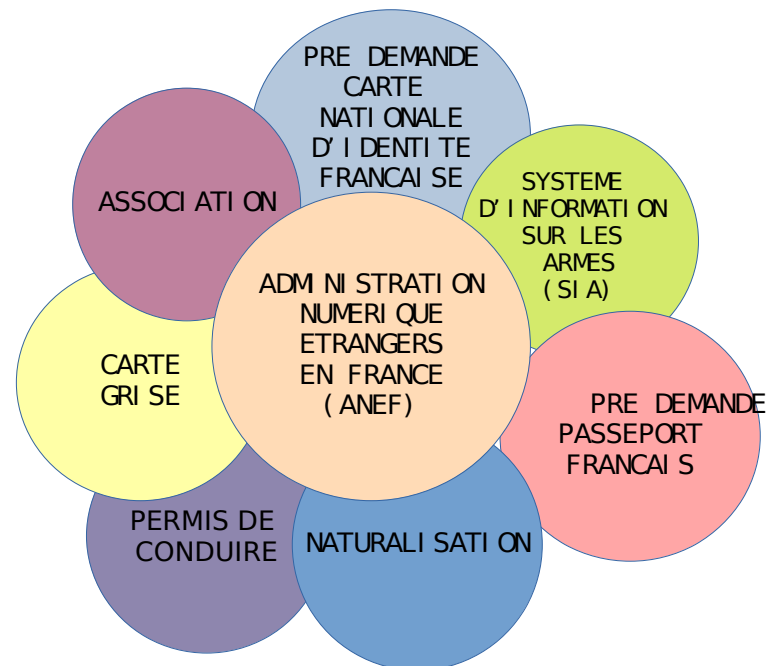 PRE DEMANDE
CARTE
NATIONALE
D'IDENTITE
FRANCAISE
ASSOCIATION
SYSTEME
D'INFORMATION
SUR LES
ARMES
(SIA)
ADMINISTRATION
NUMERIQUE
ETRANGERS
EN FRANCE
(ANEF)
CARTE
GRISE
PRE DEMANDE
PASSEPORT
FRANCAIS
PERMIS DE
CONDUIRE
NATURALISATION